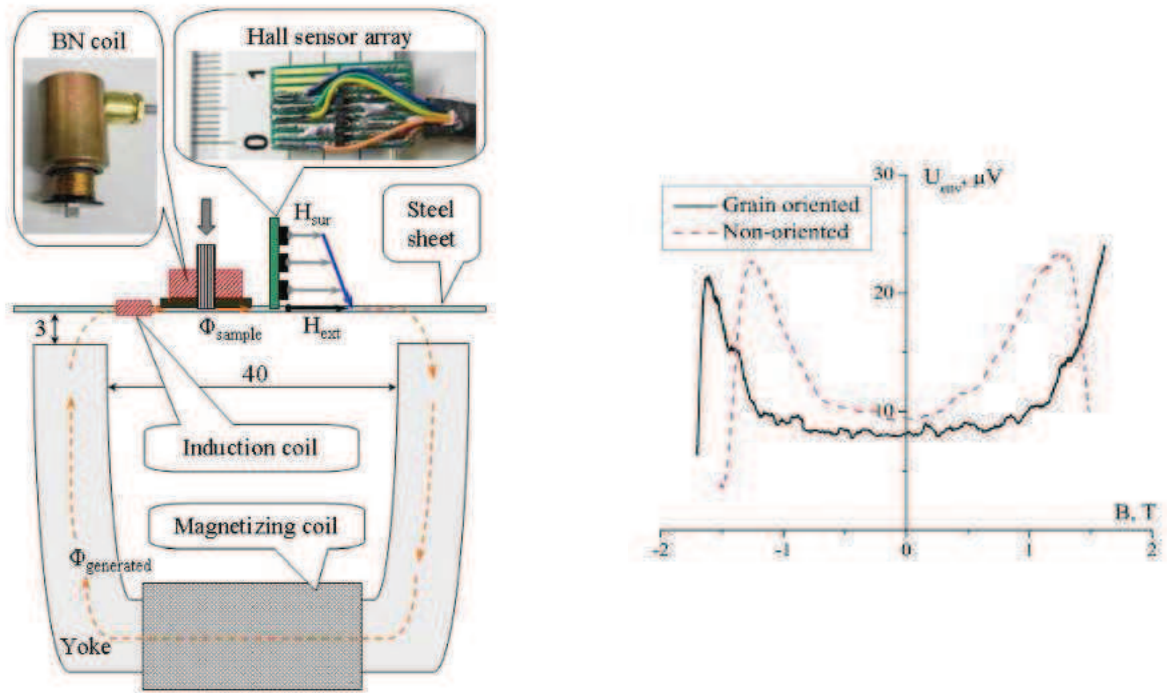 BN coil
Hall sensor array
1
0
H_sur
Steel
sheet
Φ_sample
H_ext
3
40
Induction coil
Magnetizing coil
Φ_generated
Yoke
30
U_env, μV
Grain oriented
Non-oriented
20
10
B, T
-2
-1
0
1
2